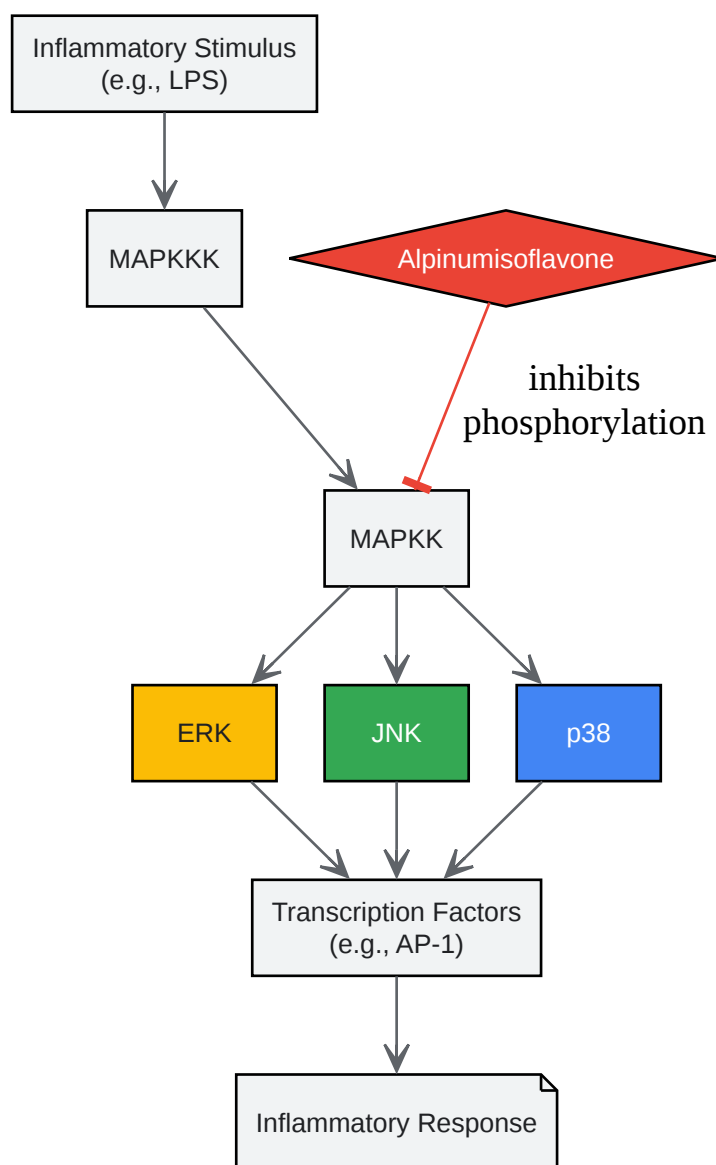 Inflammatory Stimulus
(e.g., LPS)
MAPKKK
Alpinumisoflavone
inhibits
phosphorylation
MAPKK
ERK
JNK
p38
Transcription Factors
(e.g., AP-1)
Inflammatory Response